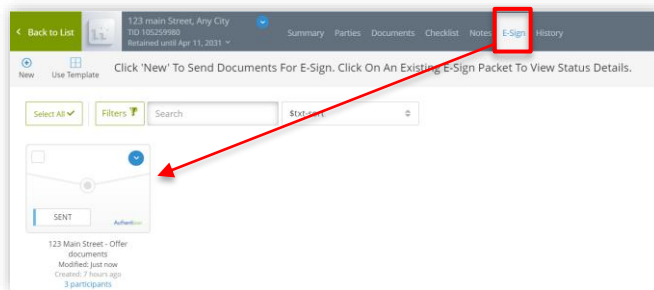 Back to List
123 main Street, Any City
TID 105259980
Retained until Apr 11, 2031
Summary Parties Documents Checklist Notes E-Sign History
New Use Template
Click 'New' To Send Documents For E-Sign. Click On An Existing E-Sign Packet To View Status Details.
Select All Filters Search $txt-sort
SENT
123 Main Street - Offer
documents
Modified: Just now
Created: 7 hours ago
3 participants